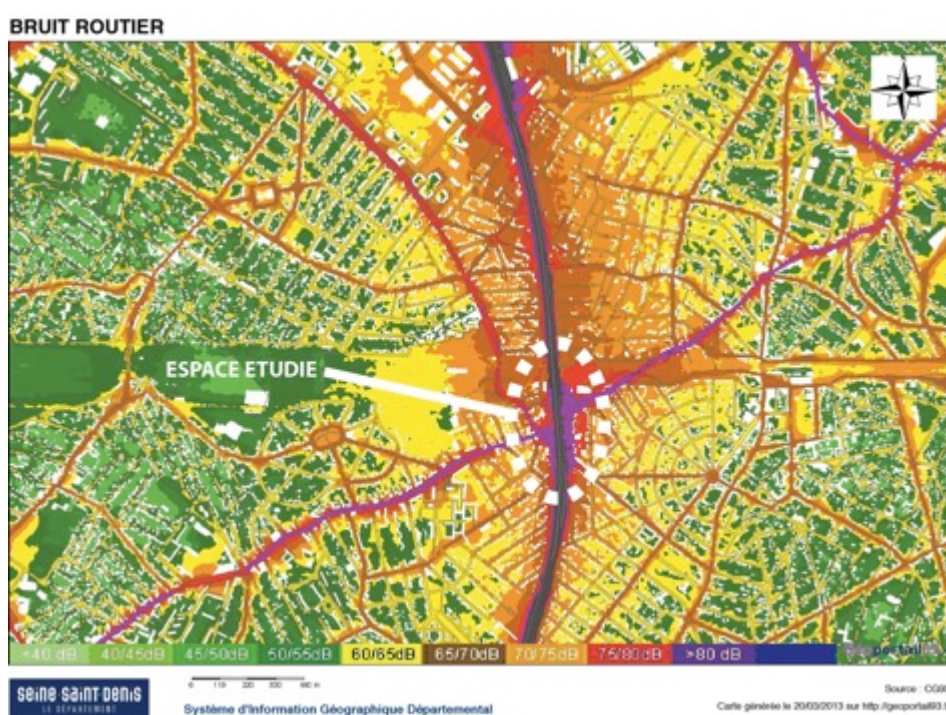 BRUIT ROUTIER
ESPACE ETUDIE
<40 dB 40/45dB 45/50dB 50/55dB 60/65dB 65/70dB 70/75dB 75/80dB >80 dB
seine saint denis
LE DÉPARTEMENT
Système d'Information Géographique Départemental
Source : CG93
Carte générée le 20/03/2013 sur http://geoportail93.f